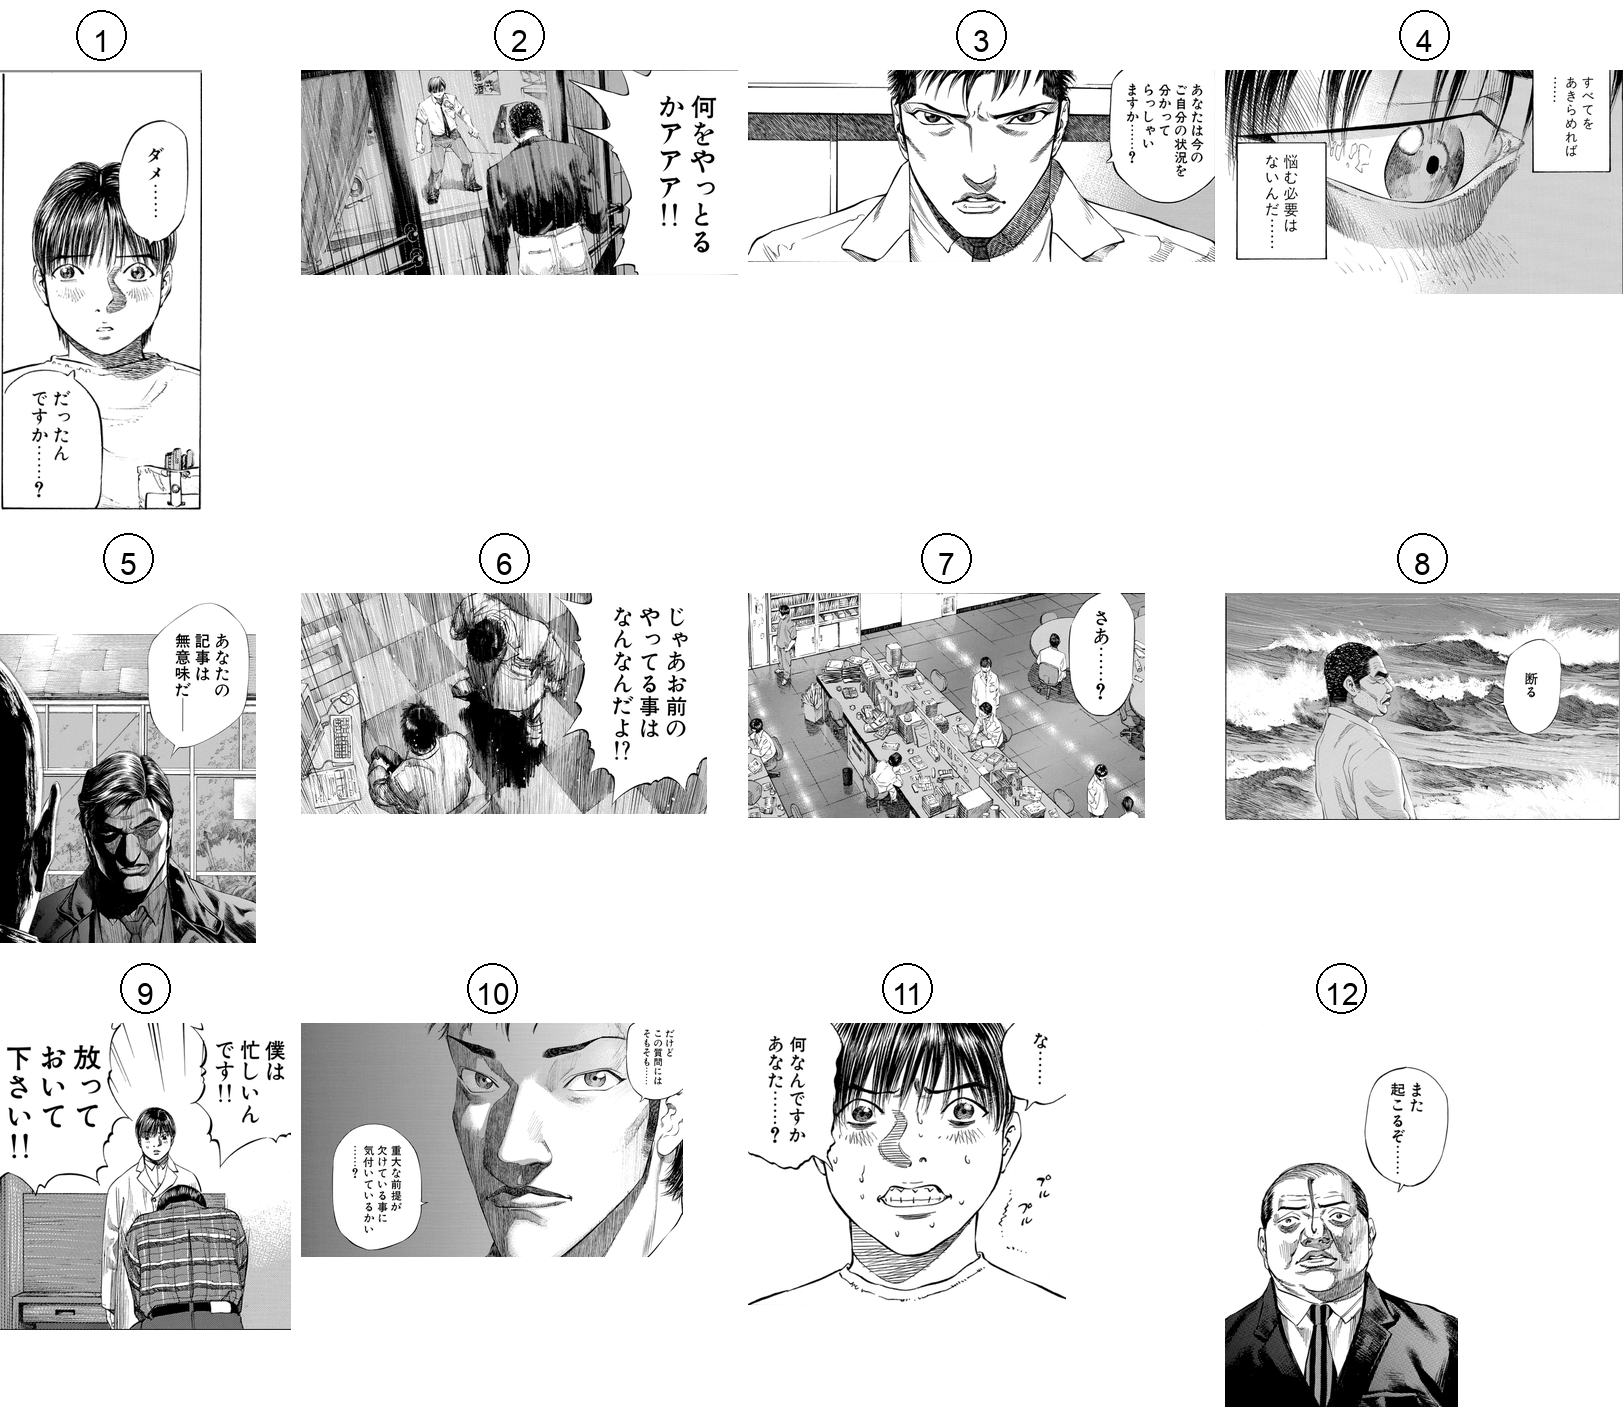 1
ダメ……
だったん
ですか……?
2
何をやっとる
かアアア!!
3
あなたは今の
ご自分の状況を
分かって
らっしゃい
ますか……?
4
すべてを
あきらめれば
……
悩む必要は
ないんだ……
5
あなたの
記事は
無意味だ――
6
じゃあお前の
やってる事は
なんなんだよ!?
7
さあ……?
8
断る
9
僕は
忙しいん
です!!
放って
おいて
下さい!!
10
だけど
この質問には
そもそも……
重大な前提が
欠けている事に
気付いているかい
……?
11
な……
何なんですか
あなた……?
プル
プル
12
また
起こるぞ……